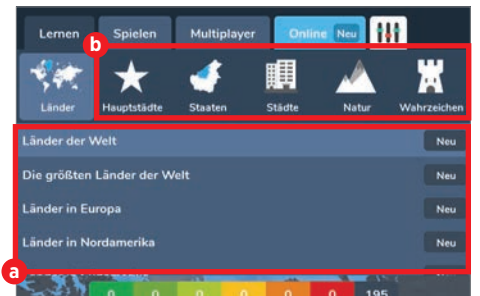 Lernen Spielen Multiplayer Online Neu
b
Länder Hauptstädte Staaten Städte Natur Wahrzeichen
Länder der Welt Neu
Die größten Länder der Welt Neu
Länder in Europa Neu
Länder in Nordamerika Neu
a
0 0 0 0 0 0 195